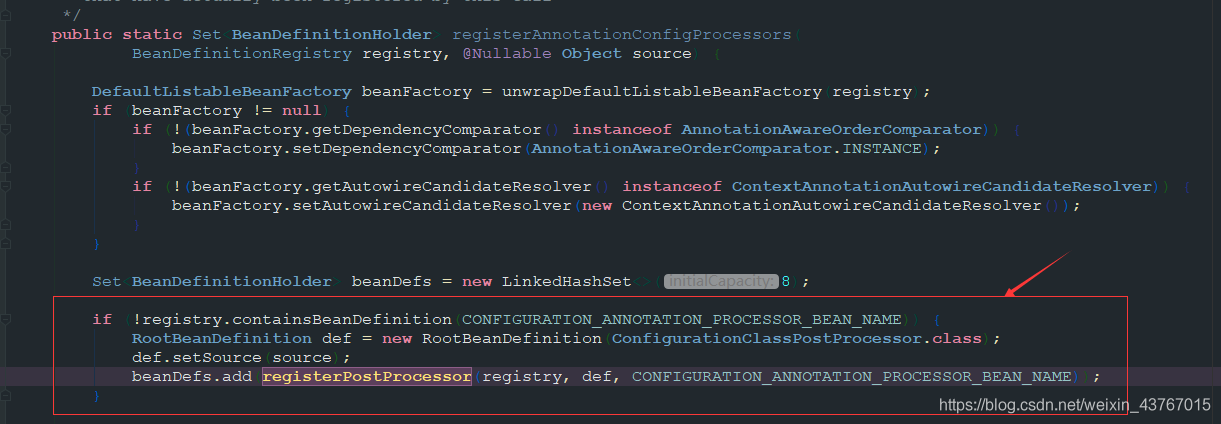 */
public static Set<BeanDefinitionHolder> registerAnnotationConfigProcessors(
BeanDefinitionRegistry registry, @Nullable Object source) {
DefaultListableBeanFactory beanFactory = unwrapDefaultListableBeanFactory(registry);
if (beanFactory != null) {
if (!(beanFactory.getDependencyComparator() instanceof AnnotationAwareOrderComparator)) {
beanFactory.setDependencyComparator(AnnotationAwareOrderComparator.INSTANCE);
}
if (!(beanFactory.getAutowireCandidateResolver() instanceof ContextAnnotationAutowireCandidateResolver)) {
beanFactory.setAutowireCandidateResolver(new ContextAnnotationAutowireCandidateResolver());
}
}
Set<BeanDefinitionHolder> beanDefs = new LinkedHashSet<>( initialCapacity: 8);
if (!registry.containsBeanDefinition(CONFIGURATION_ANNOTATION_PROCESSOR_BEAN_NAME)) {
RootBeanDefinition def = new RootBeanDefinition(ConfigurationClassPostProcessor.class);
def.setSource(source);
beanDefs.add(registerPostProcessor(registry, def, CONFIGURATION_ANNOTATION_PROCESSOR_BEAN_NAME));
}
https://blog.csdn.net/weixin_43767015